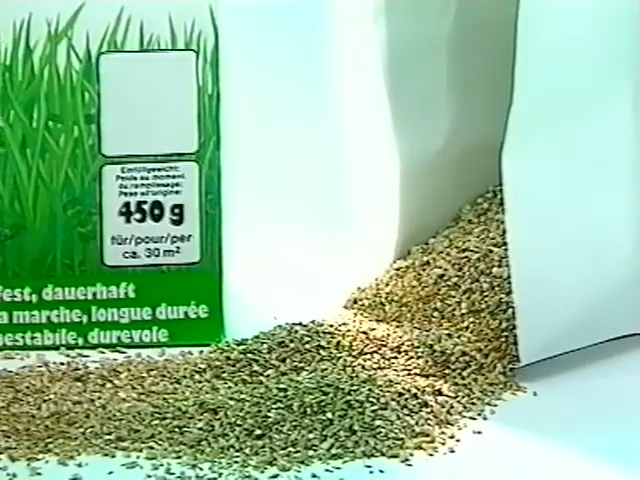 Einfüllgewicht:
Poids au moment
du remplissage:
Peso all'origine:
450 g
für/pour/per
ca. 30 m²
fest, dauerhaft
a marche, longue durée
pestabile, durevole